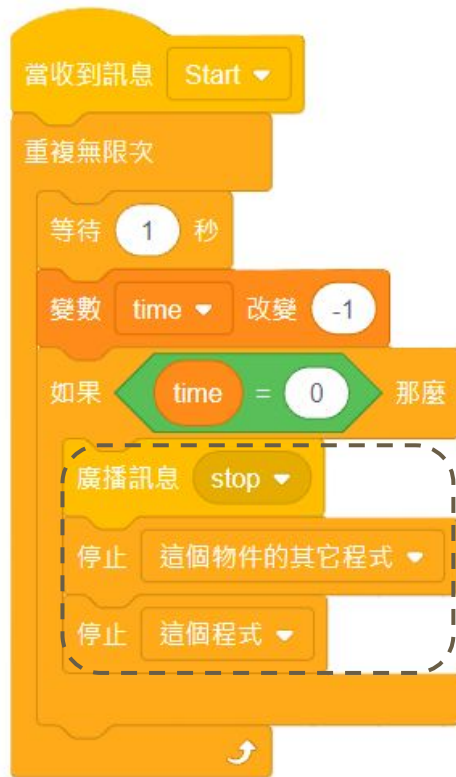 當收到訊息 Start
重複無限次
等待 1 秒
變數 time 改變 -1
如果 time = 0 那麼
廣播訊息 stop
停止 這個物件的其它程式
停止 這個程式